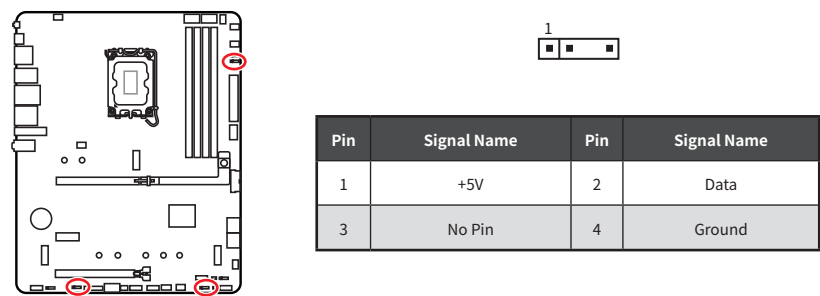 1
Pin Signal Name Pin Signal Name
1 +5V 2 Data
3 No Pin 4 Ground